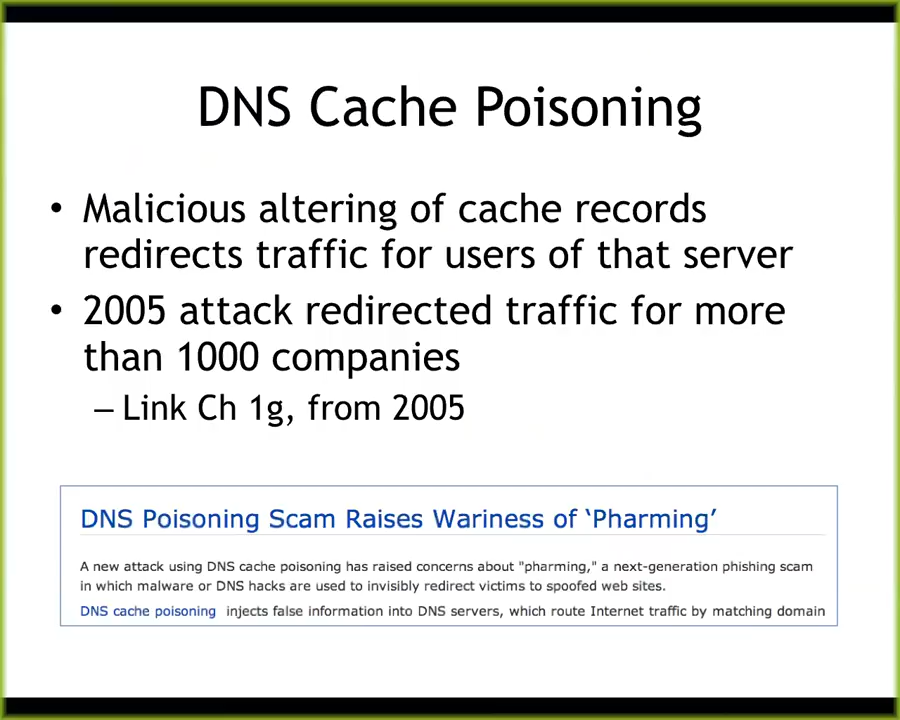 DNS Cache Poisoning
• Malicious altering of cache records
redirects traffic for users of that server
• 2005 attack redirected traffic for more
than 1000 companies
– Link Ch 1g, from 2005
DNS Poisoning Scam Raises Wariness of ‘Pharming’
A new attack using DNS cache poisoning has raised concerns about "pharming," a next-generation phishing scam
in which malware or DNS hacks are used to invisibly redirect victims to spoofed web sites.
DNS cache poisoning injects false information into DNS servers, which route Internet traffic by matching domain